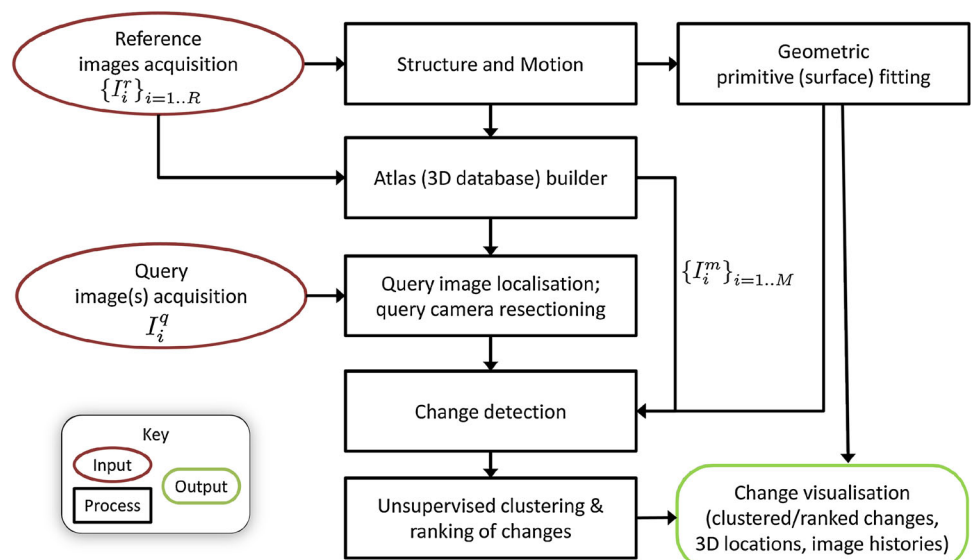 Reference
images acquisition
{I_i^r}_{i=1..R}
Structure and Motion
Geometric
primitive (surface) fitting
Atlas (3D database) builder
Query
image(s) acquisition
I_i^q
Query image localisation;
query camera resectioning
{I_i^m}_{i=1..M}
Change detection
Key
Input
Process
Output
Unsupervised clustering &
ranking of changes
Change visualisation
(clustered/ranked changes,
3D locations, image histories)